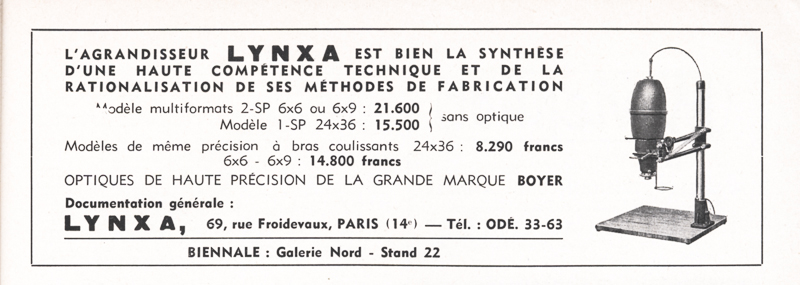 L'AGRANDISSEUR LYNXA EST BIEN LA SYNTHÈSE
D'UNE HAUTE COMPÉTENCE TECHNIQUE ET DE LA
RATIONALISATION DE SES MÉTHODES DE FABRICATION
Modèle multiformats 2-SP 6x6 ou 6x9 : 21.600
Modèle 1-SP 24x36 : 15.500
sans optique
Modèles de même précision à bras coulissants 24x36 : 8.290 francs
6x6 - 6x9 : 14.800 francs
OPTIQUES DE HAUTE PRÉCISION DE LA GRANDE MARQUE BOYER
Documentation générale :
LYNXA, 69, rue Froidevaux, PARIS (14e) — Tél. : ODÉ. 33-63
BIENNALE : Galerie Nord - Stand 22